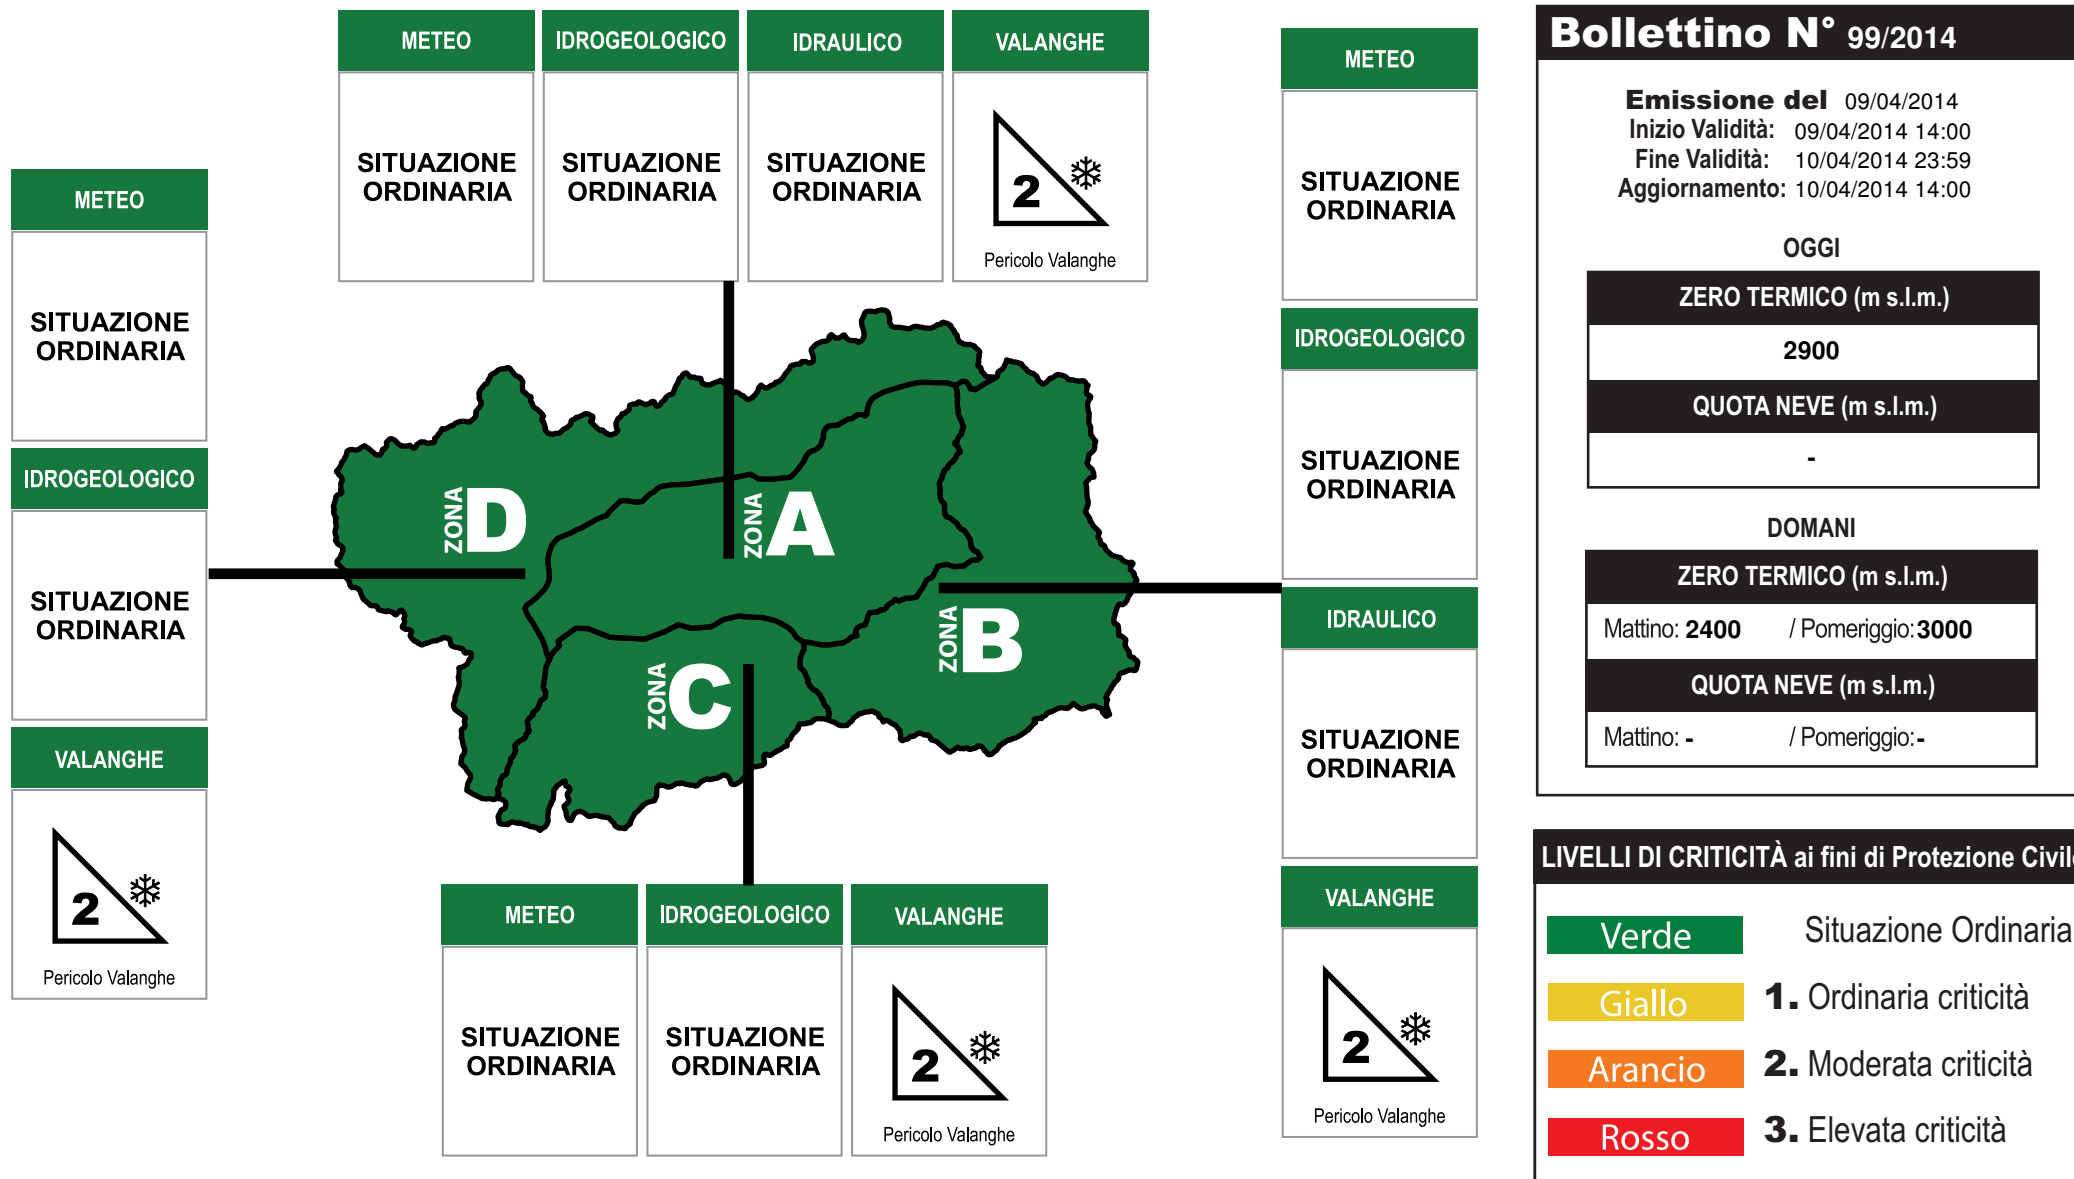 METEO
IDROGEOLOGICO
IDRAULICO
VALANGHE
SITUAZIONE
ORDINARIA
SITUAZIONE
ORDINARIA
SITUAZIONE
ORDINARIA
2
Pericolo Valanghe
METEO
SITUAZIONE
ORDINARIA
IDROGEOLOGICO
SITUAZIONE
ORDINARIA
VALANGHE
2
Pericolo Valanghe
ZONA D
ZONA A
ZONA B
ZONA C
METEO
IDROGEOLOGICO
VALANGHE
SITUAZIONE
ORDINARIA
SITUAZIONE
ORDINARIA
2
Pericolo Valanghe
METEO
SITUAZIONE
ORDINARIA
IDROGEOLOGICO
SITUAZIONE
ORDINARIA
IDRAULICO
SITUAZIONE
ORDINARIA
VALANGHE
2
Pericolo Valanghe
Bollettino N° 99/2014
Emissione del 09/04/2014
Inizio Validità: 09/04/2014 14:00
Fine Validità: 10/04/2014 23:59
Aggiornamento: 10/04/2014 14:00
OGGI
ZERO TERMICO (m s.l.m.)
2900
QUOTA NEVE (m s.l.m.)
-
DOMANI
ZERO TERMICO (m s.l.m.)
Mattino: 2400 / Pomeriggio: 3000
QUOTA NEVE (m s.l.m.)
Mattino: - / Pomeriggio: -
LIVELLI DI CRITICITÀ ai fini di Protezione Civile
Verde Situazione Ordinaria
Giallo 1. Ordinaria criticità
Arancio 2. Moderata criticità
Rosso 3. Elevata criticità